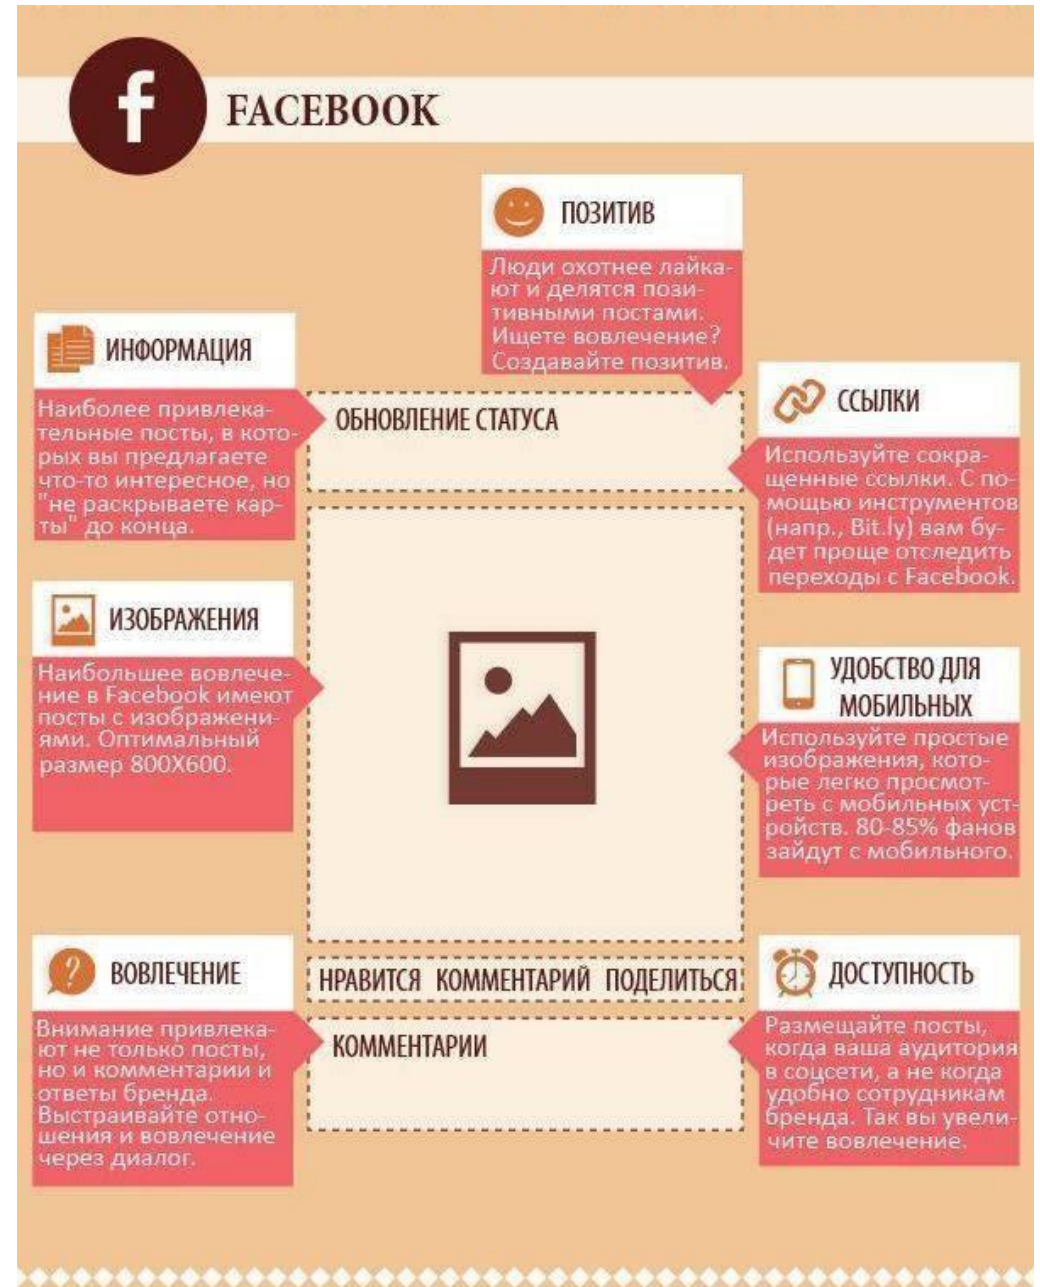 f
FACEBOOK
ПОЗИТИВ
Люди охотнее лайка-
ют и делятся пози-
тивными постами.
Ищете вовлечение?
Создавайте позитив.
ИНФОРМАЦИЯ
Наиболее привлека-
тельные посты, в кото-
рых вы предлагаете
что-то интересное, но
"не раскрываете кар-
ты" до конца.
ОБНОВЛЕНИЕ СТАТУСА
ССЫЛКИ
Используйте сокра-
щенные ссылки. С по-
мощью инструментов
(напр., Bit.ly) вам бу-
дет проще отследить
переходы с Facebook.
ИЗОБРАЖЕНИЯ
Наибольшее вовлече-
ние в Facebook имеют
посты с изображени-
ями. Оптимальный
размер 800X600.
УДОБСТВО ДЛЯ
МОБИЛЬНЫХ
Используйте простые
изображения, кото-
рые легко просмот-
реть с мобильных уст-
ройств. 80-85% фанов
зайдут с мобильного.
?
ВОВЛЕЧЕНИЕ
Внимание привлека-
ют не только посты,
но и комментарии и
ответы бренда.
Выстраивайте отно-
шения и вовлечение
через диалог.
НРАВИТСЯ КОММЕНТАРИЙ ПОДЕЛИТЬСЯ
КОММЕНТАРИИ
ДОСТУПНОСТЬ
Размещайте посты,
когда ваша аудитория
в соцсети, а не когда
удобно сотрудникам
бренда. Так вы увели-
чите вовлечение.